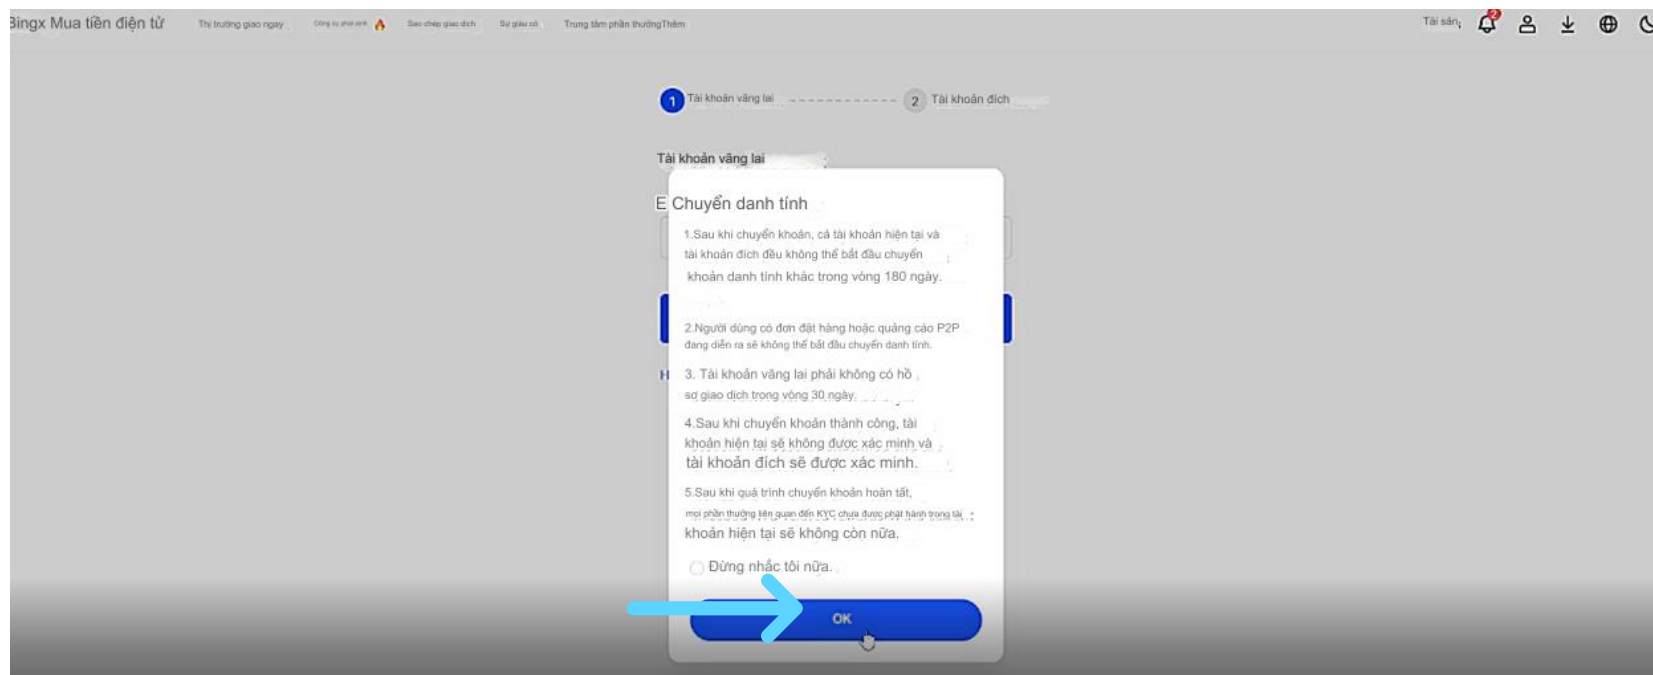 Bingx Mua tiền điện tử Thị trường giao ngay Công cụ phái sinh Sao chép giao dịch Sự giàu có Trung tâm phần thưởngThêm Tài sản 2
1 Tài khoản vãng lai 2 Tài khoản đích
Tài khoản vãng lai
E Chuyển danh tính
1.Sau khi chuyển khoản, cả tài khoản hiện tại và
tài khoản đích đều không thể bắt đầu chuyển
khoản danh tính khác trong vòng 180 ngày.
2.Người dùng có đơn đặt hàng hoặc quảng cáo P2P
đang diễn ra sẽ không thể bắt đầu chuyển danh tính.
H 3. Tài khoản vãng lai phải không có hồ
sơ giao dịch trong vòng 30 ngày.
4.Sau khi chuyển khoản thành công, tài
khoản hiện tại sẽ không được xác minh và
tài khoản đích sẽ được xác minh.
5.Sau khi quá trình chuyển khoản hoàn tất,
mọi phần thưởng liên quan đến KYC chưa được phát hành trong tài
khoản hiện tại sẽ không còn nữa.
Đừng nhắc tôi nữa.
OK